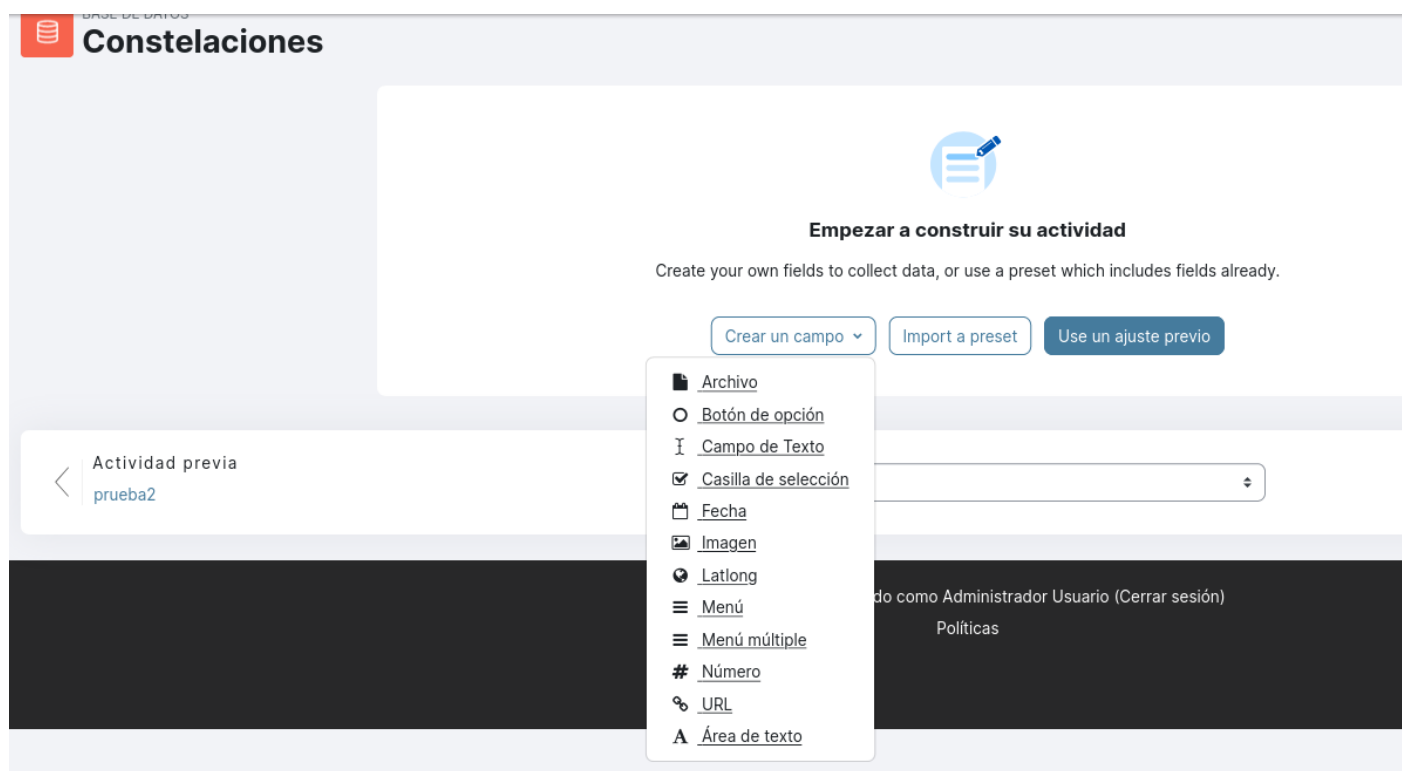 BASE DE DATOS
Constelaciones
Empezar a construir su actividad
Create your own fields to collect data, or use a preset which includes fields already.
Crear un campo
Import a preset
Use un ajuste previo
Archivo
Botón de opción
Campo de Texto
Casilla de selección
Fecha
Imagen
Latlong
Menú
Menú múltiple
Número
URL
Área de texto
Actividad previa
prueba2
do como Administrador Usuario (Cerrar sesión)
Políticas